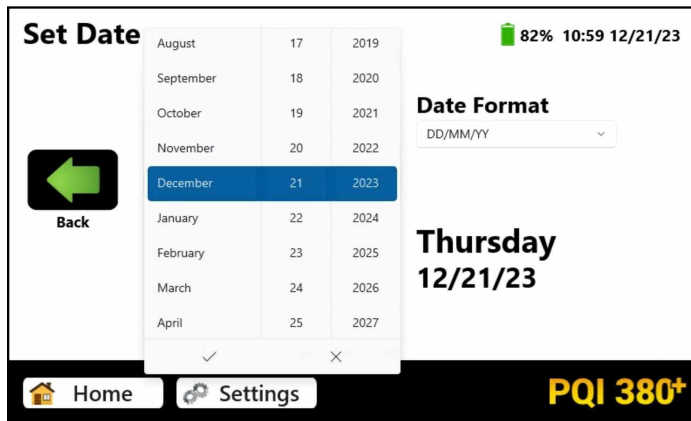 Set Date
82% 10:59 12/21/23
August 17 2019
September 18 2020
October 19 2021
November 20 2022
December 21 2023
January 22 2024
February 23 2025
March 24 2026
April 25 2027
Back
Date Format
DD/MM/YY
Thursday
12/21/23
Home
Settings
PQI 380+